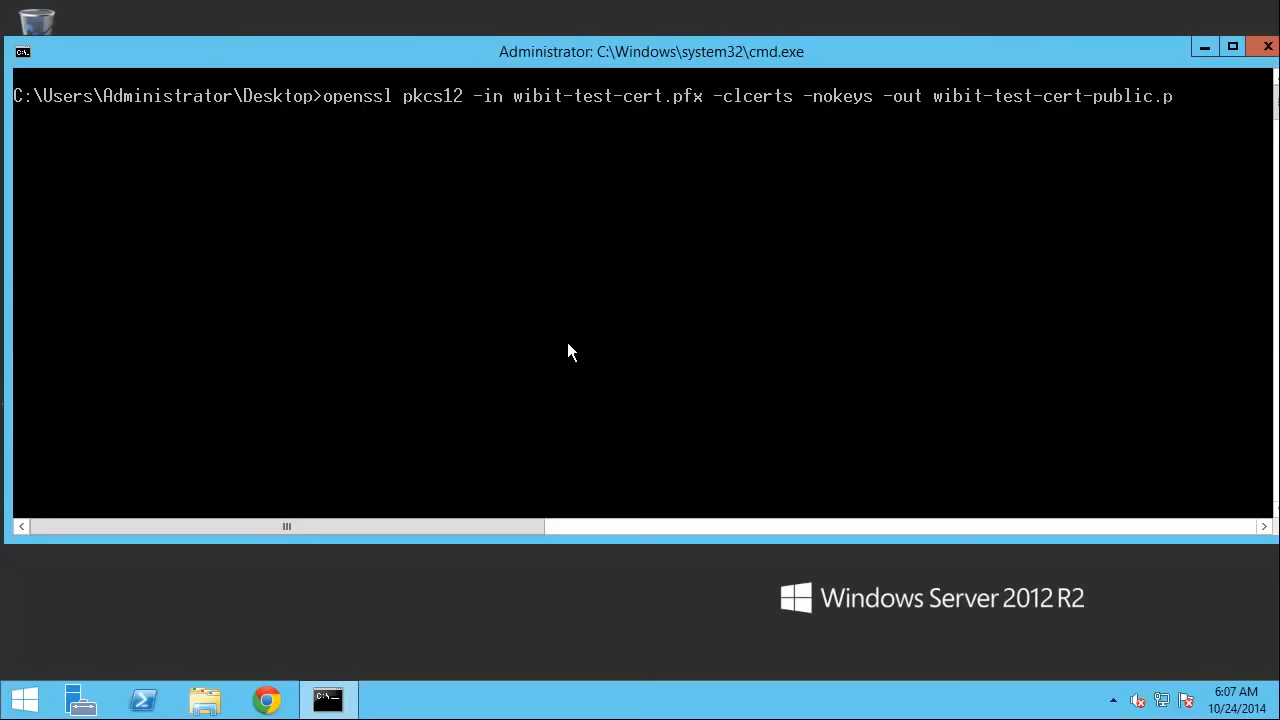 Administrator: C:\Windows\system32\cmd.exe
C:\Users\Administrator\Desktop>openssl pkcs12 -in wibit-test-cert.pfx -clcerts -nokeys -out wibit-test-cert-public.p
Windows Server 2012 R2
6:07 AM
10/24/2014